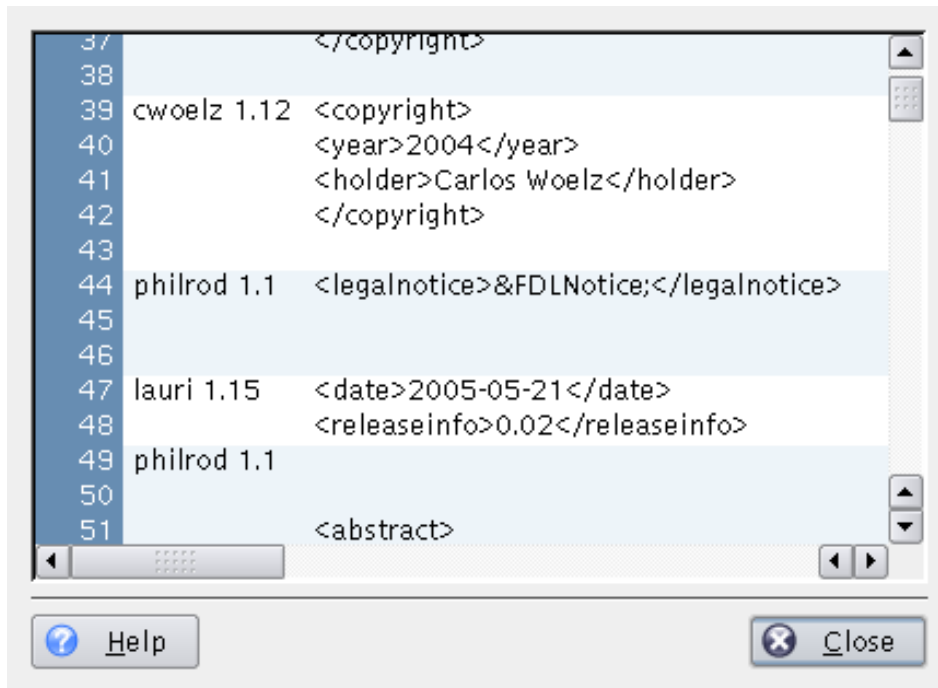 37 </copyright>
38
39 cwoelz 1.12 <copyright>
40 <year>2004</year>
41 <holder>Carlos Woelz</holder>
42 </copyright>
43
44 philrod 1.1 <legalnotice>&FDLNotice;</legalnotice>
45
46
47 lauri 1.15 <date>2005-05-21</date>
48 <releaseinfo>0.02</releaseinfo>
49 philrod 1.1
50
51 <abstract>
Help Close